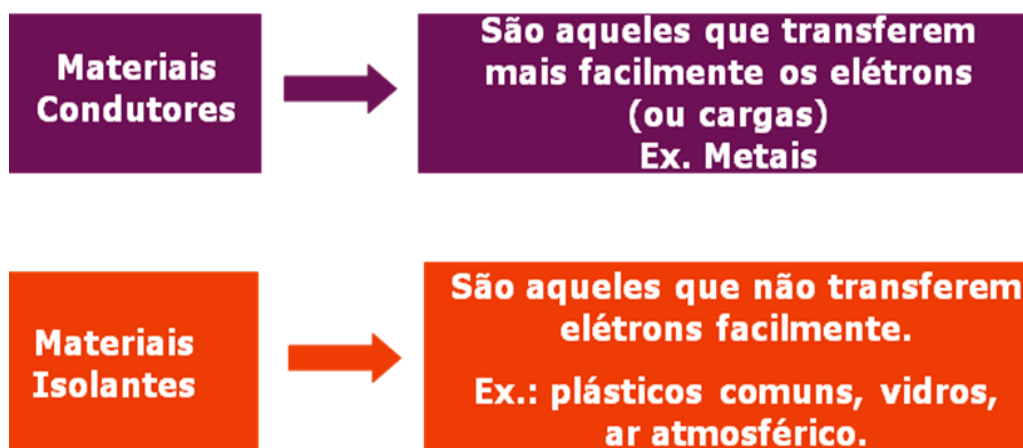 Materiais
Condutores
São aqueles que transferem
mais facilmente os elétrons
(ou cargas)
Ex. Metais
Materiais
Isolantes
São aqueles que não transferem
elétrons facilmente.
Ex.: plásticos comuns, vidros,
ar atmosférico.